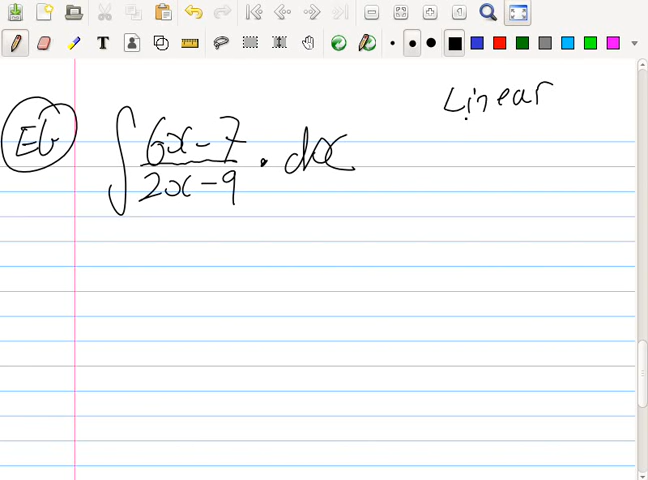 Linear
EG ∫ (6x - 7)/(2x - 9) · dx